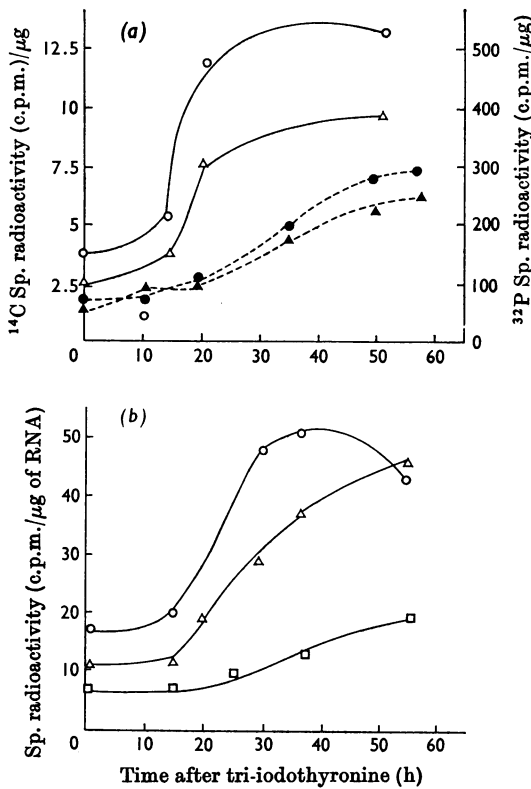 (a)
¹⁴C Sp. radioactivity (c.p.m.)/μg
12.5
10
7.5
5
2.5
0
³²P Sp. radioactivity (c.p.m./μg)
500
400
300
200
100
0
0 10 20 30 40 50 60
(b)
Sp. radioactivity (c.p.m./μg of RNA)
50
40
30
20
10
0 10 20 30 40 50 60
Time after tri-iodothyronine (h)